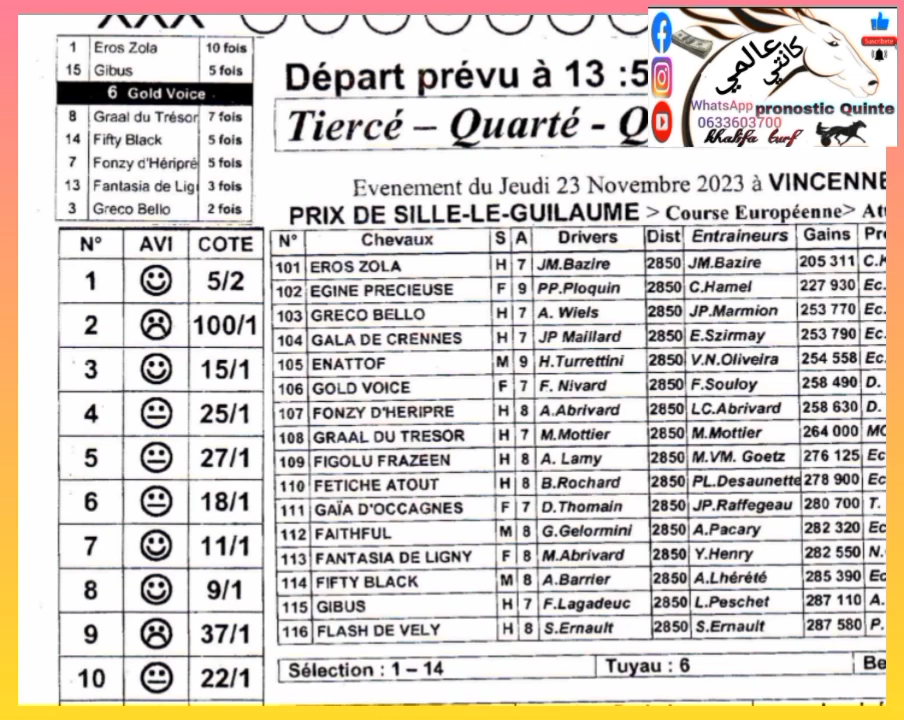 1 Eros Zola 10 fois
15 Gibus 5 fois
6 Gold Voice
8 Graal du Trésor 7 fois
14 Fifty Black 5 fois
7 Fonzy d'Héripré 5 fois
13 Fantasia de Lig 3 fois
3 Greco Bello 2 fois
Départ prévu à 13 :5
Tiercé – Quarté - Q
كانتي عالمي
Suscríbete
WhatsApp pronostic Quinte
0633603700
khalifa turf
Evenement du Jeudi 23 Novembre 2023 à VINCENNE
PRIX DE SILLE-LE-GUILAUME > Course Européenne> At
N° AVI COTE
1 5/2
2 100/1
3 15/1
4 25/1
5 27/1
6 18/1
7 11/1
8 9/1
9 37/1
10 22/1
N° Chevaux S A Drivers Dist Entraineurs Gains Pr
101 EROS ZOLA H 7 JM.Bazire 2850 JM.Bazire 205 311 C.K
102 EGINE PRECIEUSE F 9 PP.Ploquin 2850 C.Hamel 227 930 Ec.
103 GRECO BELLO H 7 A. Wiels 2850 JP.Marmion 253 770 Ec.
104 GALA DE CRENNES H 7 JP Maillard 2850 E.Szirmay 253 790 Ec.
105 ENATTOF M 9 H.Turrettini 2850 V.N.Oliveira 254 558 Ec.
106 GOLD VOICE F 7 F. Nivard 2850 F.Souloy 258 490 D.
107 FONZY D'HERIPRE H 8 A.Abrivard 2850 LC.Abrivard 258 630 D.
108 GRAAL DU TRESOR H 7 M.Mottier 2850 M.Mottier 264 000 MO
109 FIGOLU FRAZEEN H 8 A. Lamy 2850 M.VM. Goetz 276 125 Ec
110 FETICHE ATOUT H 8 B.Rochard 2850 PL.Desaunette 278 900 Ec
111 GAÏA D'OCCAGNES F 7 D.Thomain 2850 JP.Raffegeau 280 700 T.
112 FAITHFUL M 8 G.Gelormini 2850 A.Pacary 282 320 Ec
113 FANTASIA DE LIGNY F 8 M.Abrivard 2850 Y.Henry 282 550 N.
114 FIFTY BLACK M 8 A.Barrier 2850 A.Lhérété 285 390 Ec
115 GIBUS H 7 F.Lagadeuc 2850 L.Peschet 287 110 A.
116 FLASH DE VELY H 8 S.Ernault 2850 S.Ernault 287 580 P.
Sélection : 1 – 14 Tuyau : 6 Be